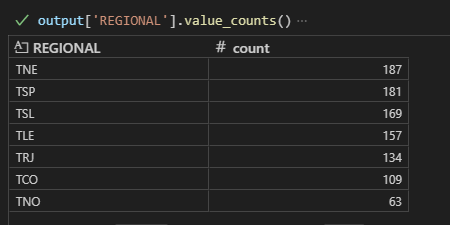 output['REGIONAL'].value_counts() ...
REGIONAL # count
TNE 187
TSP 181
TSL 169
TLE 157
TRJ 134
TCO 109
TNO 63